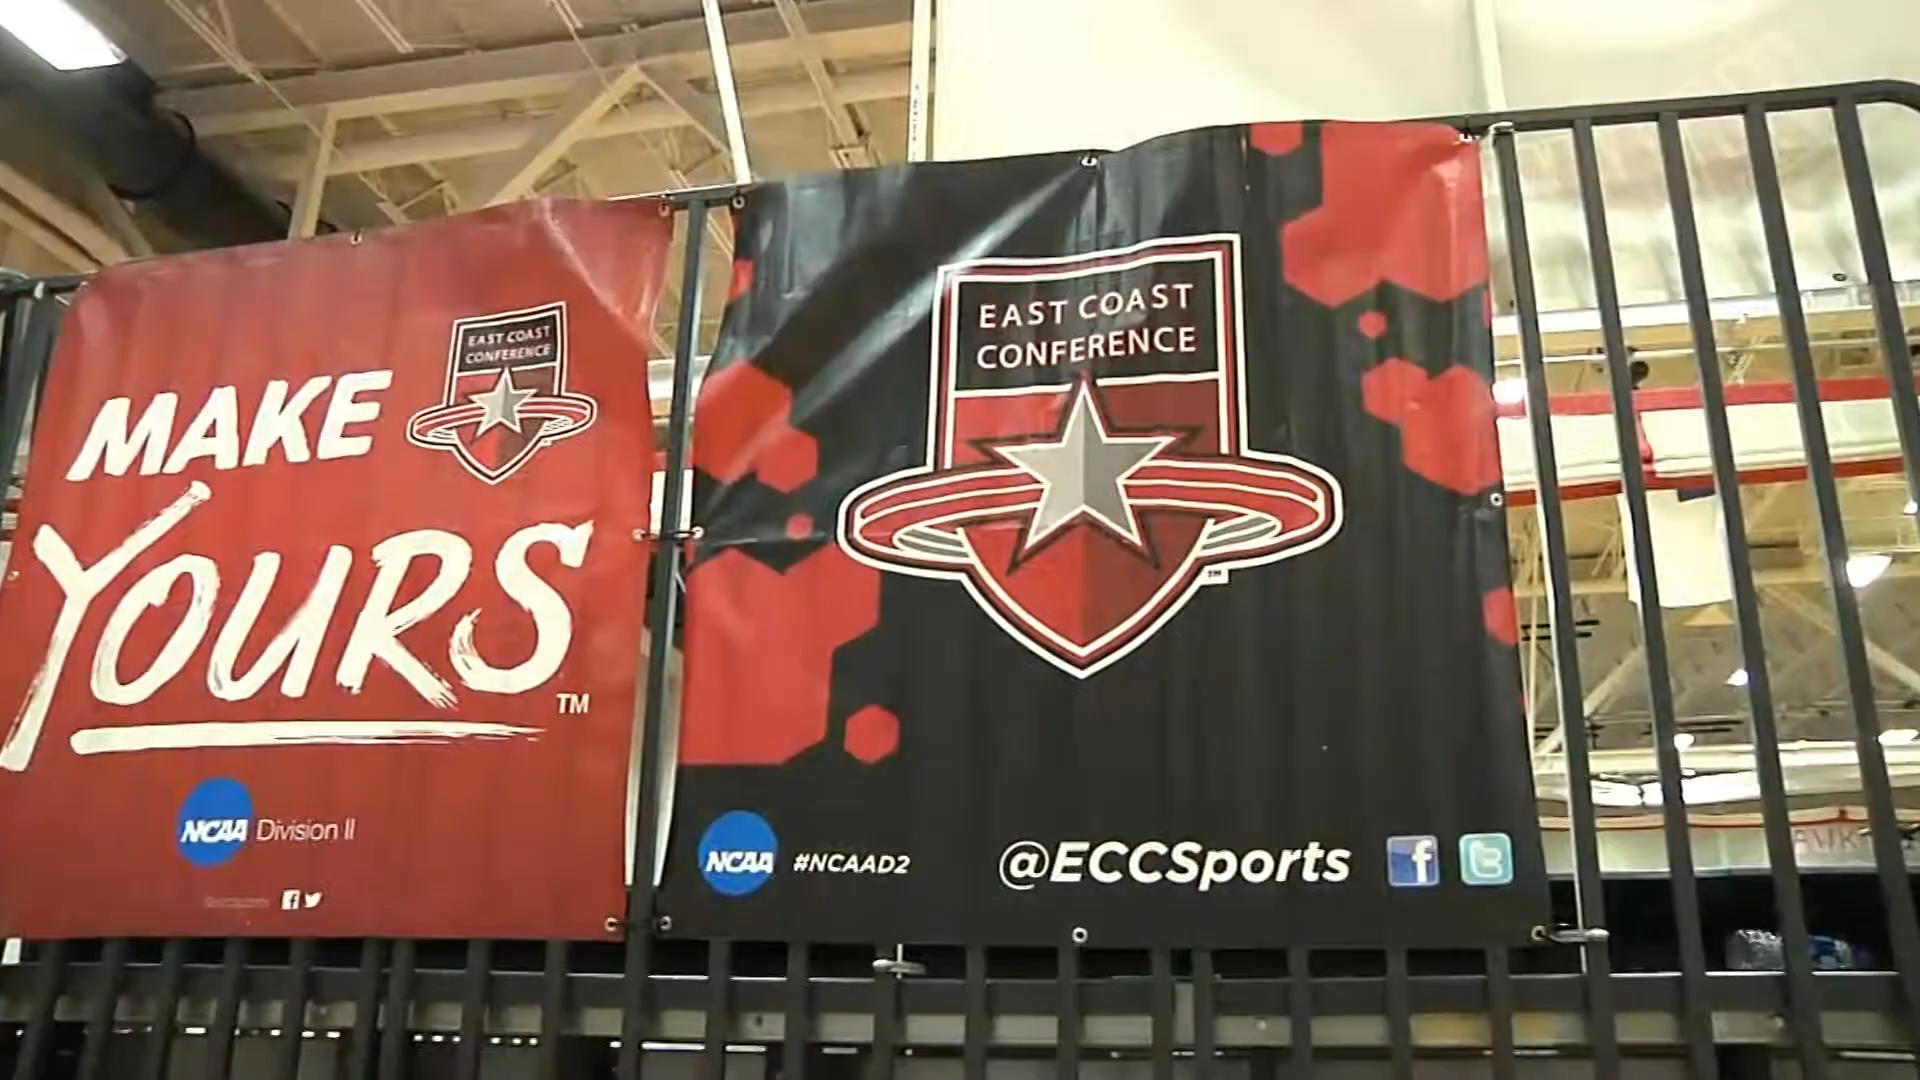 MAKE
EAST COAST
CONFERENCE
YOURS
TM
NCAA Division II
EAST COAST
CONFERENCE
TM
NCAA #NCAAD2
@ECCSports